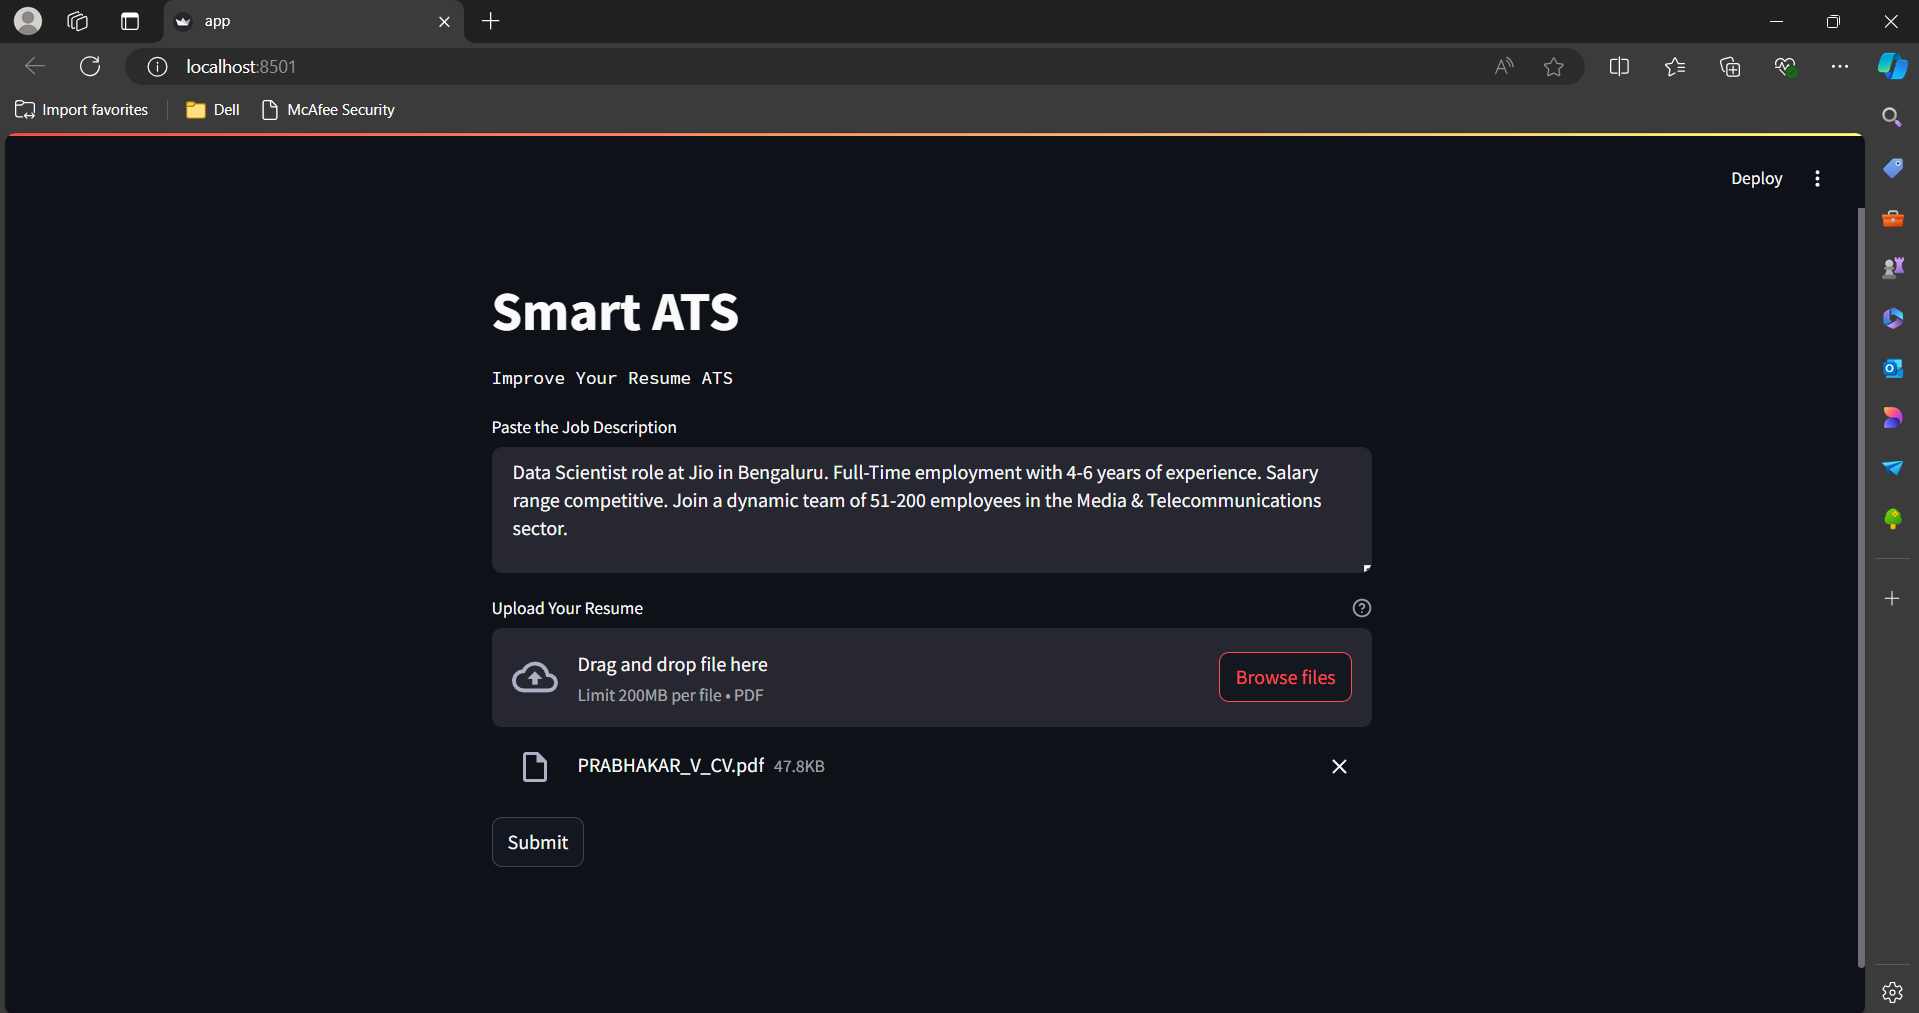 app
localhost:8501
Import favorites
Dell
McAfee Security
Deploy
Smart ATS
Improve Your Resume ATS
Paste the Job Description
Data Scientist role at Jio in Bengaluru. Full-Time employment with 4-6 years of experience. Salary
range competitive. Join a dynamic team of 51-200 employees in the Media & Telecommunications
sector.
Upload Your Resume
Drag and drop file here
Limit 200MB per file • PDF
Browse files
PRABHAKAR_V_CV.pdf 47.8KB
Submit